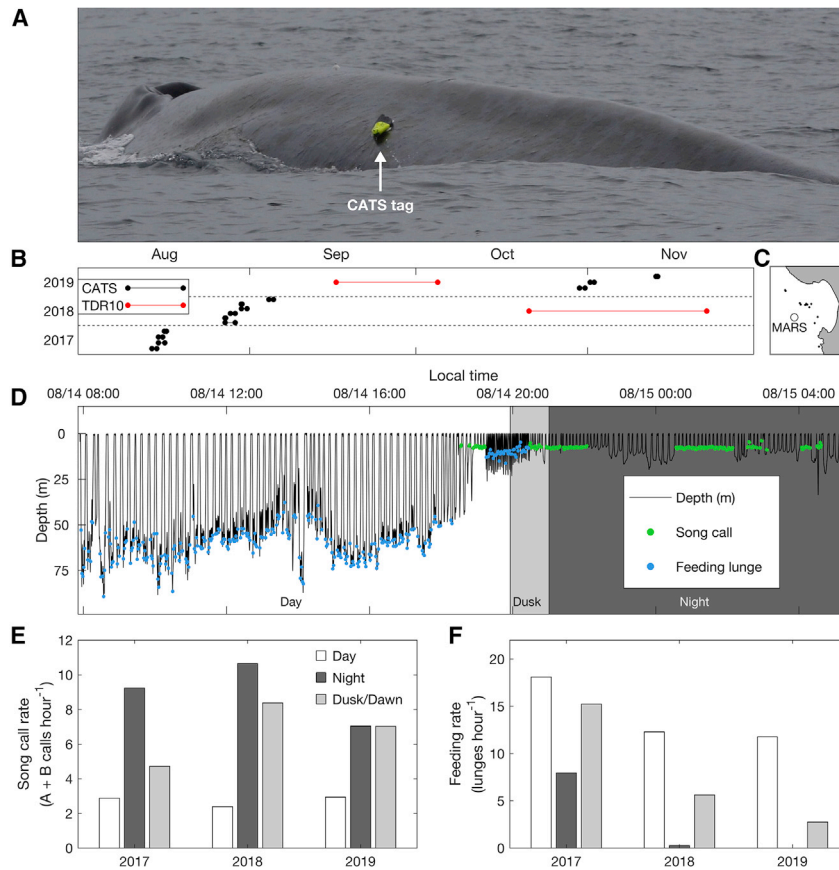 A
CATS tag
B
Aug Sep Oct Nov
2019
2018
2017
CATS
TDR10
C
MARS
D
Local time
08/14 08:00 08/14 12:00 08/14 16:00 08/14 20:00 08/15 00:00 08/15 04:00
Depth (m)
0
25
50
75
Depth (m)
Song call
Feeding lunge
Day Dusk Night
E
Song call rate
(A + B calls hour-1)
12
10
8
6
4
2
0
Day
Night
Dusk/Dawn
2017 2018 2019
F
Feeding rate
(lunges hour-1)
20
15
10
5
0
2017 2018 2019